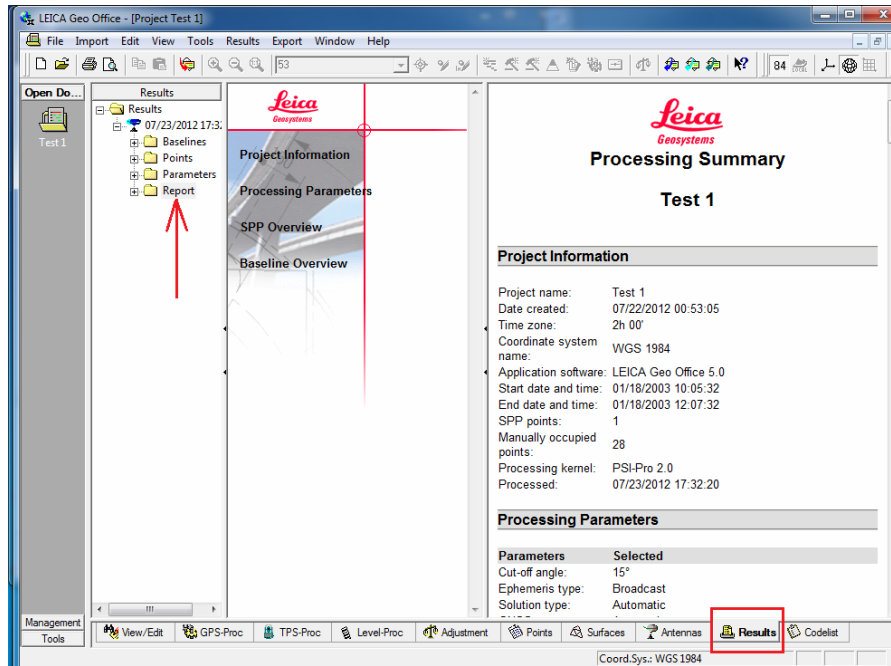 LEICA Geo Office - [Project Test 1]
File Import Edit View Tools Results Export Window Help
53
84
Open Do...
Test 1
Management
Tools
Results
Results
07/23/2012 17:32
Baselines
Points
Parameters
Report
Leica
Geosystems
Project Information
Processing Parameters
SPP Overview
Baseline Overview
Leica
Geosystems
Processing Summary
Test 1
Project Information
Project name: Test 1
Date created: 07/22/2012 00:53:05
Time zone: 2h 00'
Coordinate system name: WGS 1984
Application software: LEICA Geo Office 5.0
Start date and time: 01/18/2003 10:05:32
End date and time: 01/18/2003 12:07:32
SPP points: 1
Manually occupied points: 28
Processing kernel: PSI-Pro 2.0
Processed: 07/23/2012 17:32:20
Processing Parameters
Parameters Selected
Cut-off angle: 15°
Ephemeris type: Broadcast
Solution type: Automatic
View/Edit GPS-Proc TPS-Proc Level-Proc Adjustment Points Surfaces Antennas Results Codelist
Coord.Sys.: WGS 1984